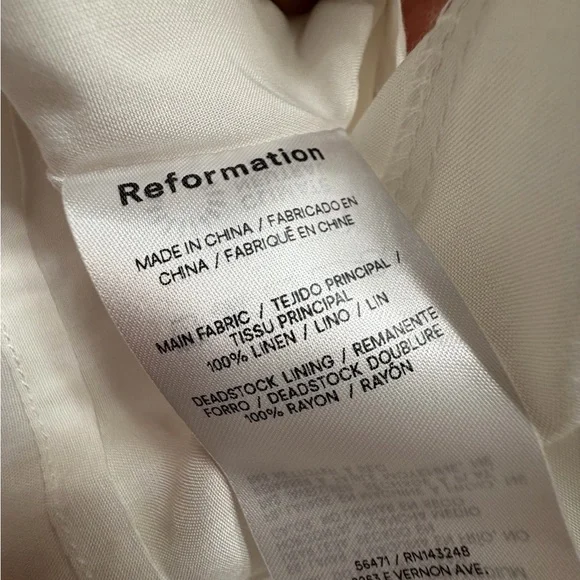 Reformation
MADE IN CHINA / FABRICADO EN
CHINA / FABRIQUÉ EN CHINE
MAIN FABRIC / TEJIDO PRINCIPAL /
TISSU PRINCIPAL
100% LINEN / LINO / LIN
DEADSTOCK LINING / REMANENTE
FORRO / DEADSTOCK DOUBLURE
100% RAYON / RAYÓN
56471 / RN143248
VERNON AVE.